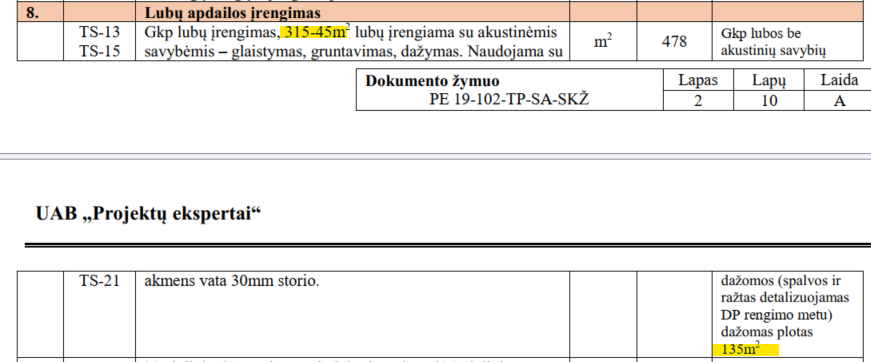 8. Lubų apdailos įrengimas
TS-13
TS-15
Gkp lubų įrengimas, 315-45m² lubų įrengiama su akustinėmis
savybėmis – glaistymas, gruntavimas, dažymas. Naudojama su
m²
478
Gkp lubos be
akustinių savybių
Dokumento žymuo
PE 19-102-TP-SA-SKŽ
Lapas Lapų Laida
2 10 A
UAB „Projektų ekspertai“
TS-21
akmens vata 30mm storio.
dažomos (spalvos ir
raštas detalizuojamas
DP rengimo metu)
dažomas plotas
135m²